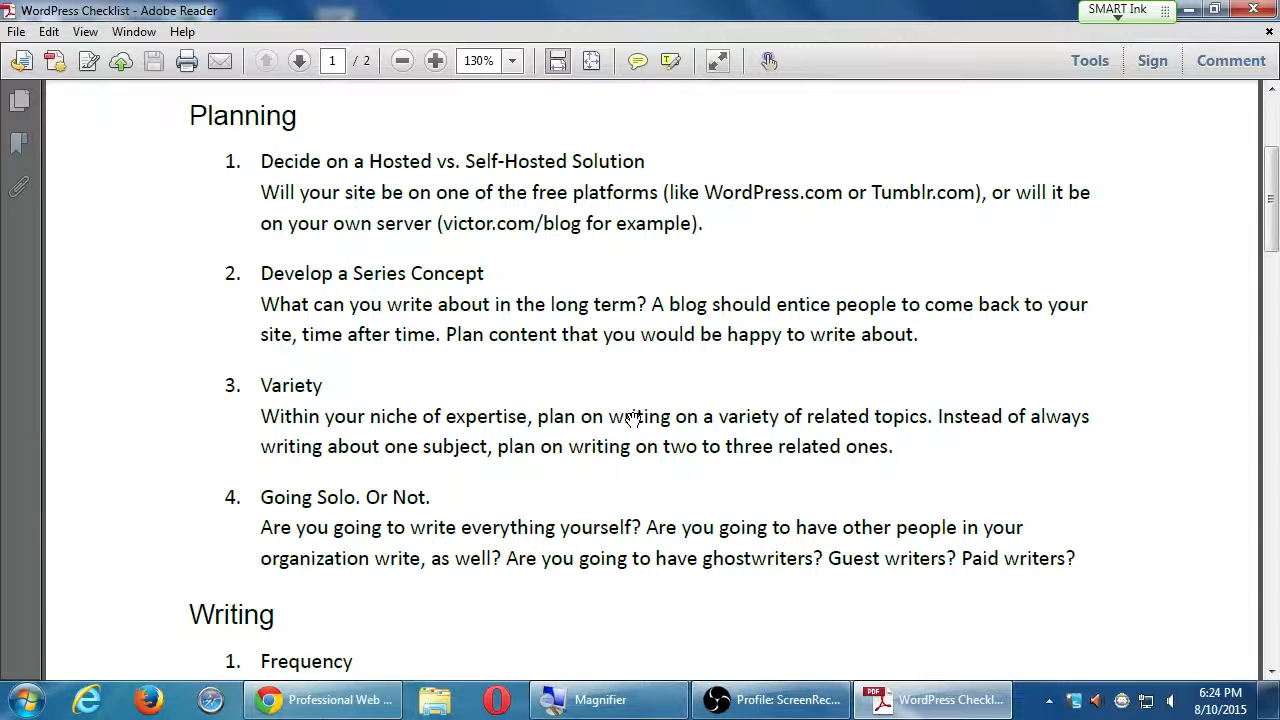 WordPress Checklist - Adobe Reader
SMART Ink
File Edit View Window Help
1 / 2 130% Tools Sign Comment
Planning
1. Decide on a Hosted vs. Self-Hosted Solution
Will your site be on one of the free platforms (like WordPress.com or Tumblr.com), or will it be
on your own server (victor.com/blog for example).
2. Develop a Series Concept
What can you write about in the long term? A blog should entice people to come back to your
site, time after time. Plan content that you would be happy to write about.
3. Variety
Within your niche of expertise, plan on writing on a variety of related topics. Instead of always
writing about one subject, plan on writing on two to three related ones.
4. Going Solo. Or Not.
Are you going to write everything yourself? Are you going to have other people in your
organization write, as well? Are you going to have ghostwriters? Guest writers? Paid writers?
Writing
1. Frequency
Professional Web ... Magnifier Profile: ScreenRec... PDF WordPress Checkl... 6:24 PM
8/10/2015